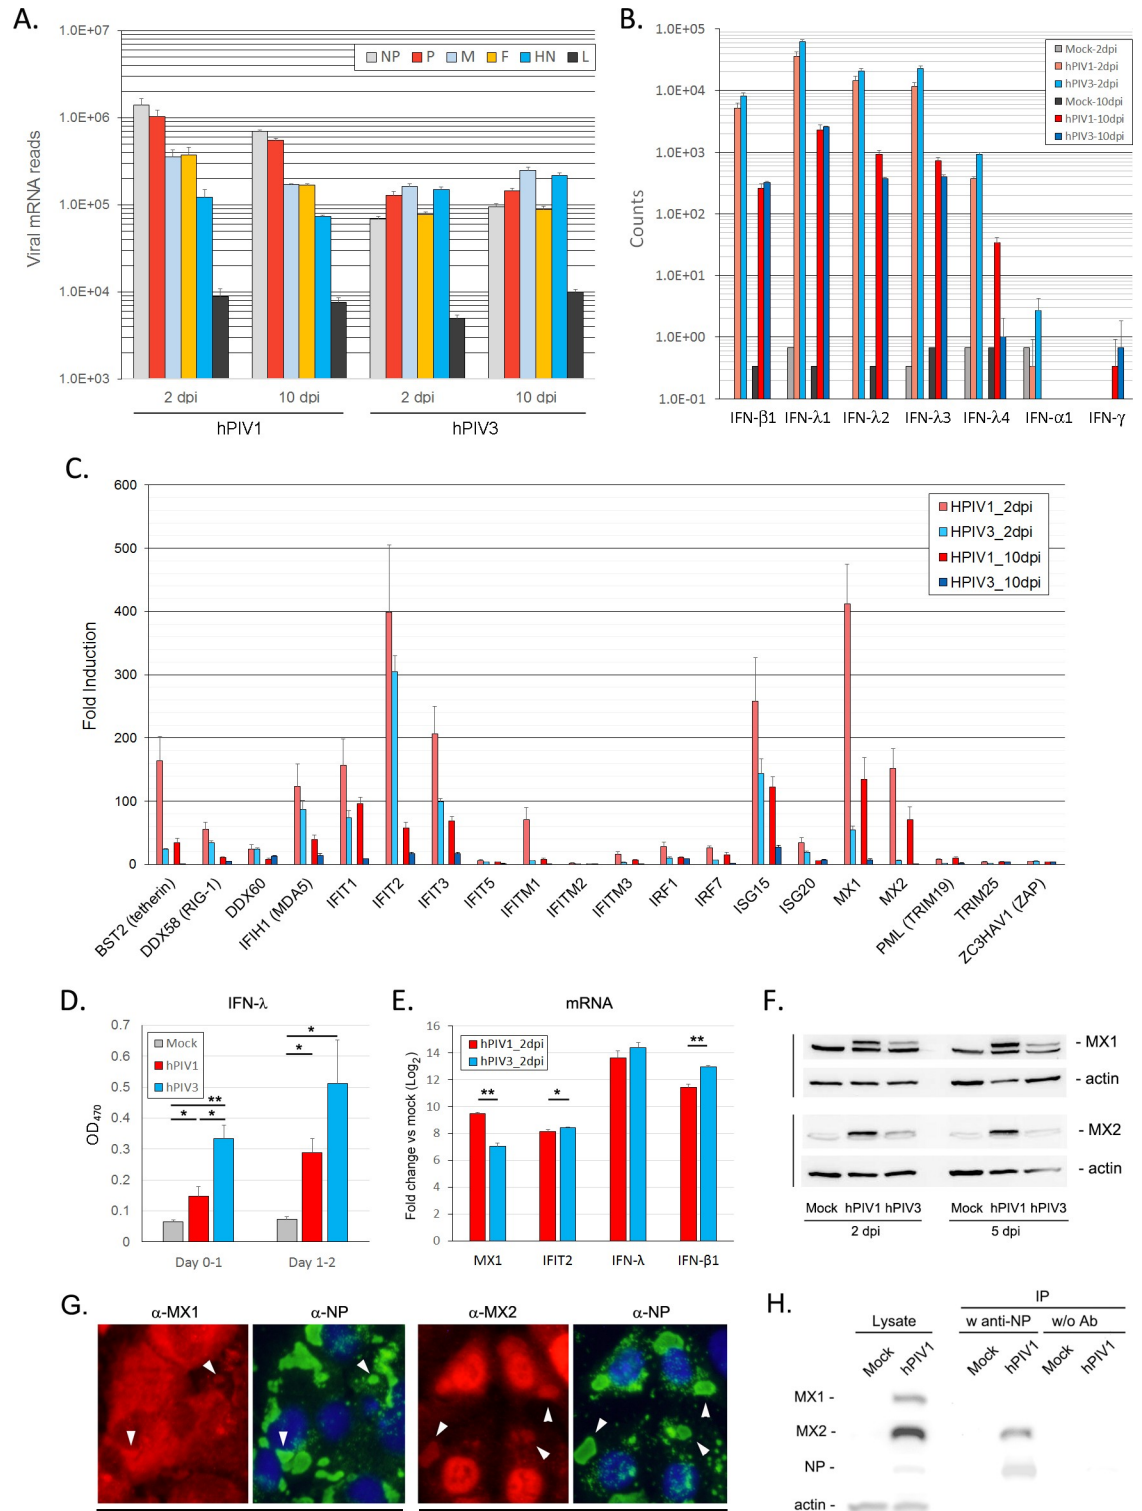 A.
1.0E+07
1.0E+06
1.0E+05
1.0E+04
1.0E+03
Viral mRNA reads
NP P M F HN L
2 dpi 10 dpi 2 dpi 10 dpi
hPIV1 hPIV3
B.
1.0E+05
1.0E+04
1.0E+03
1.0E+02
1.0E+01
1.0E+00
1.0E-01
Counts
Mock-2dpi
hPIV1-2dpi
hPIV3-2dpi
Mock-10dpi
hPIV1-10dpi
hPIV3-10dpi
IFN-β1 IFN-λ1 IFN-λ2 IFN-λ3 IFN-λ4 IFN-α1 IFN-γ
C.
600
500
400
300
200
100
0
Fold Induction
HPIV1_2dpi
HPIV3_2dpi
HPIV1_10dpi
HPIV3_10dpi
BST2 (tetherin)
DDX58 (RIG-1)
DDX60
IFIH1 (MDA5)
IFIT1
IFIT2
IFIT3
IFIT5
IFITM1
IFITM2
IFITM3
IRF1
IRF7
ISG15
ISG20
MX1
MX2
PML (TRIM19)
TRIM25
ZC3HAV1 (ZAP)
D.
IFN-λ
0.7
0.6
0.5
0.4
0.3
0.2
0.1
0
OD470
Mock
hPIV1
hPIV3
*
**
*
*
*
Day 0-1 Day 1-2
E.
mRNA
16
14
12
10
8
6
4
2
0
Fold change vs mock (Log2)
hPIV1_2dpi
hPIV3_2dpi
**
*
**
MX1 IFIT2 IFN-λ IFN-β1
F.
- MX1
- actin
- MX2
- actin
Mock hPIV1 hPIV3 Mock hPIV1 hPIV3
2 dpi 5 dpi
G.
α-MX1 α-NP α-MX2 α-NP
H.
IP
Lysate w anti-NP w/o Ab
Mock hPIV1 Mock hPIV1 Mock hPIV1
MX1 -
MX2 -
NP -
actin -